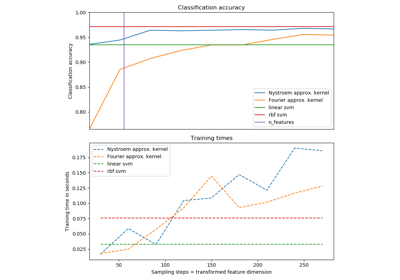 Classification accuracy
1.00
0.95
0.90
0.85
0.80
Classification accuracy
Nystroem approx. kernel
Fourier approx. kernel
linear svm
rbf svm
n_features
Training times
0.175
0.150
0.125
0.100
0.075
0.050
0.025
Training time in seconds
Nystroem approx. kernel
Fourier approx. kernel
linear svm
rbf svm
50 100 150 200 250
Sampling steps = transformed feature dimension